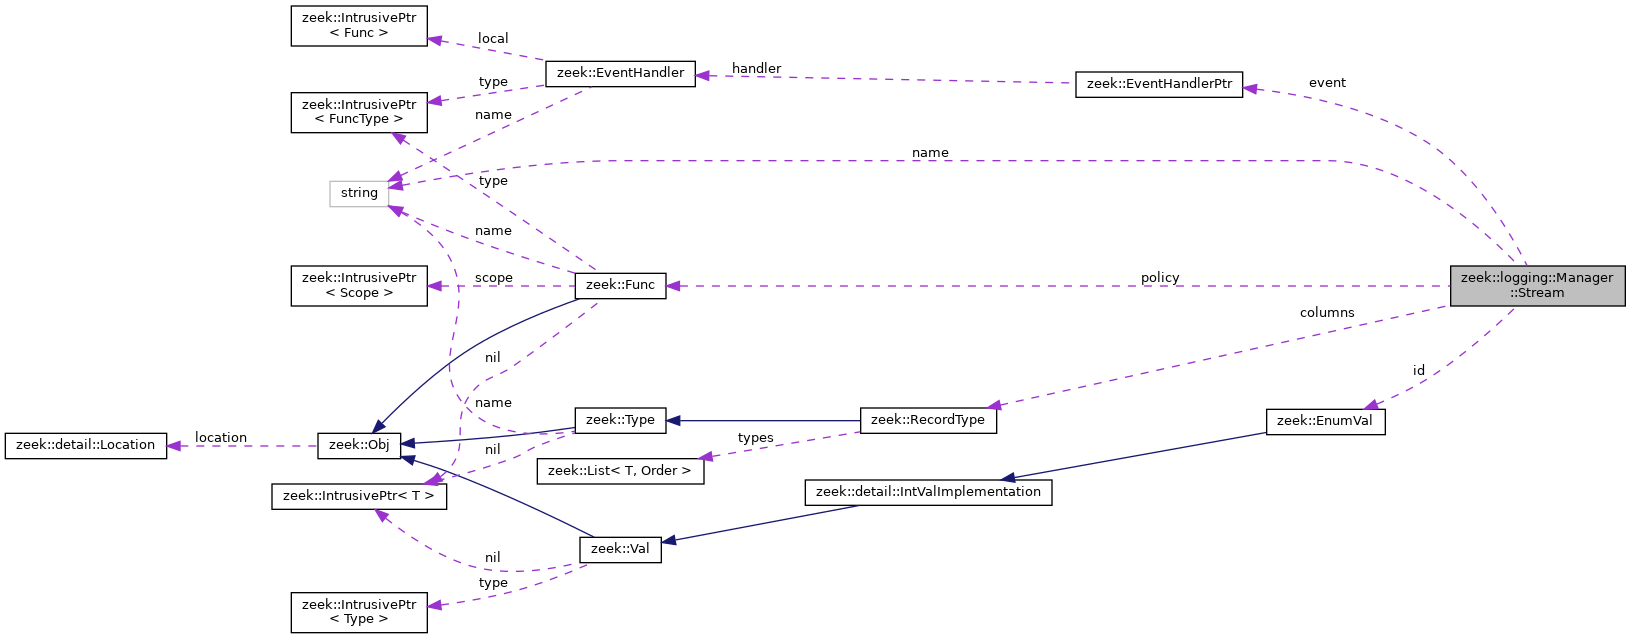 zeek::IntrusivePtr
< Func >
local
zeek::EventHandler
handler
zeek::EventHandlerPtr
event
type
zeek::IntrusivePtr
< FuncType >
name
name
type
string
name
zeek::IntrusivePtr
< Scope >
scope
zeek::Func
policy
zeek::logging::Manager
::Stream
columns
nil
id
name
zeek::Type
zeek::RecordType
zeek::EnumVal
types
zeek::detail::Location
location
zeek::Obj
nil
zeek::List< T, Order >
zeek::IntrusivePtr< T >
zeek::detail::IntValImplementation
zeek::Val
nil
type
zeek::IntrusivePtr
< Type >